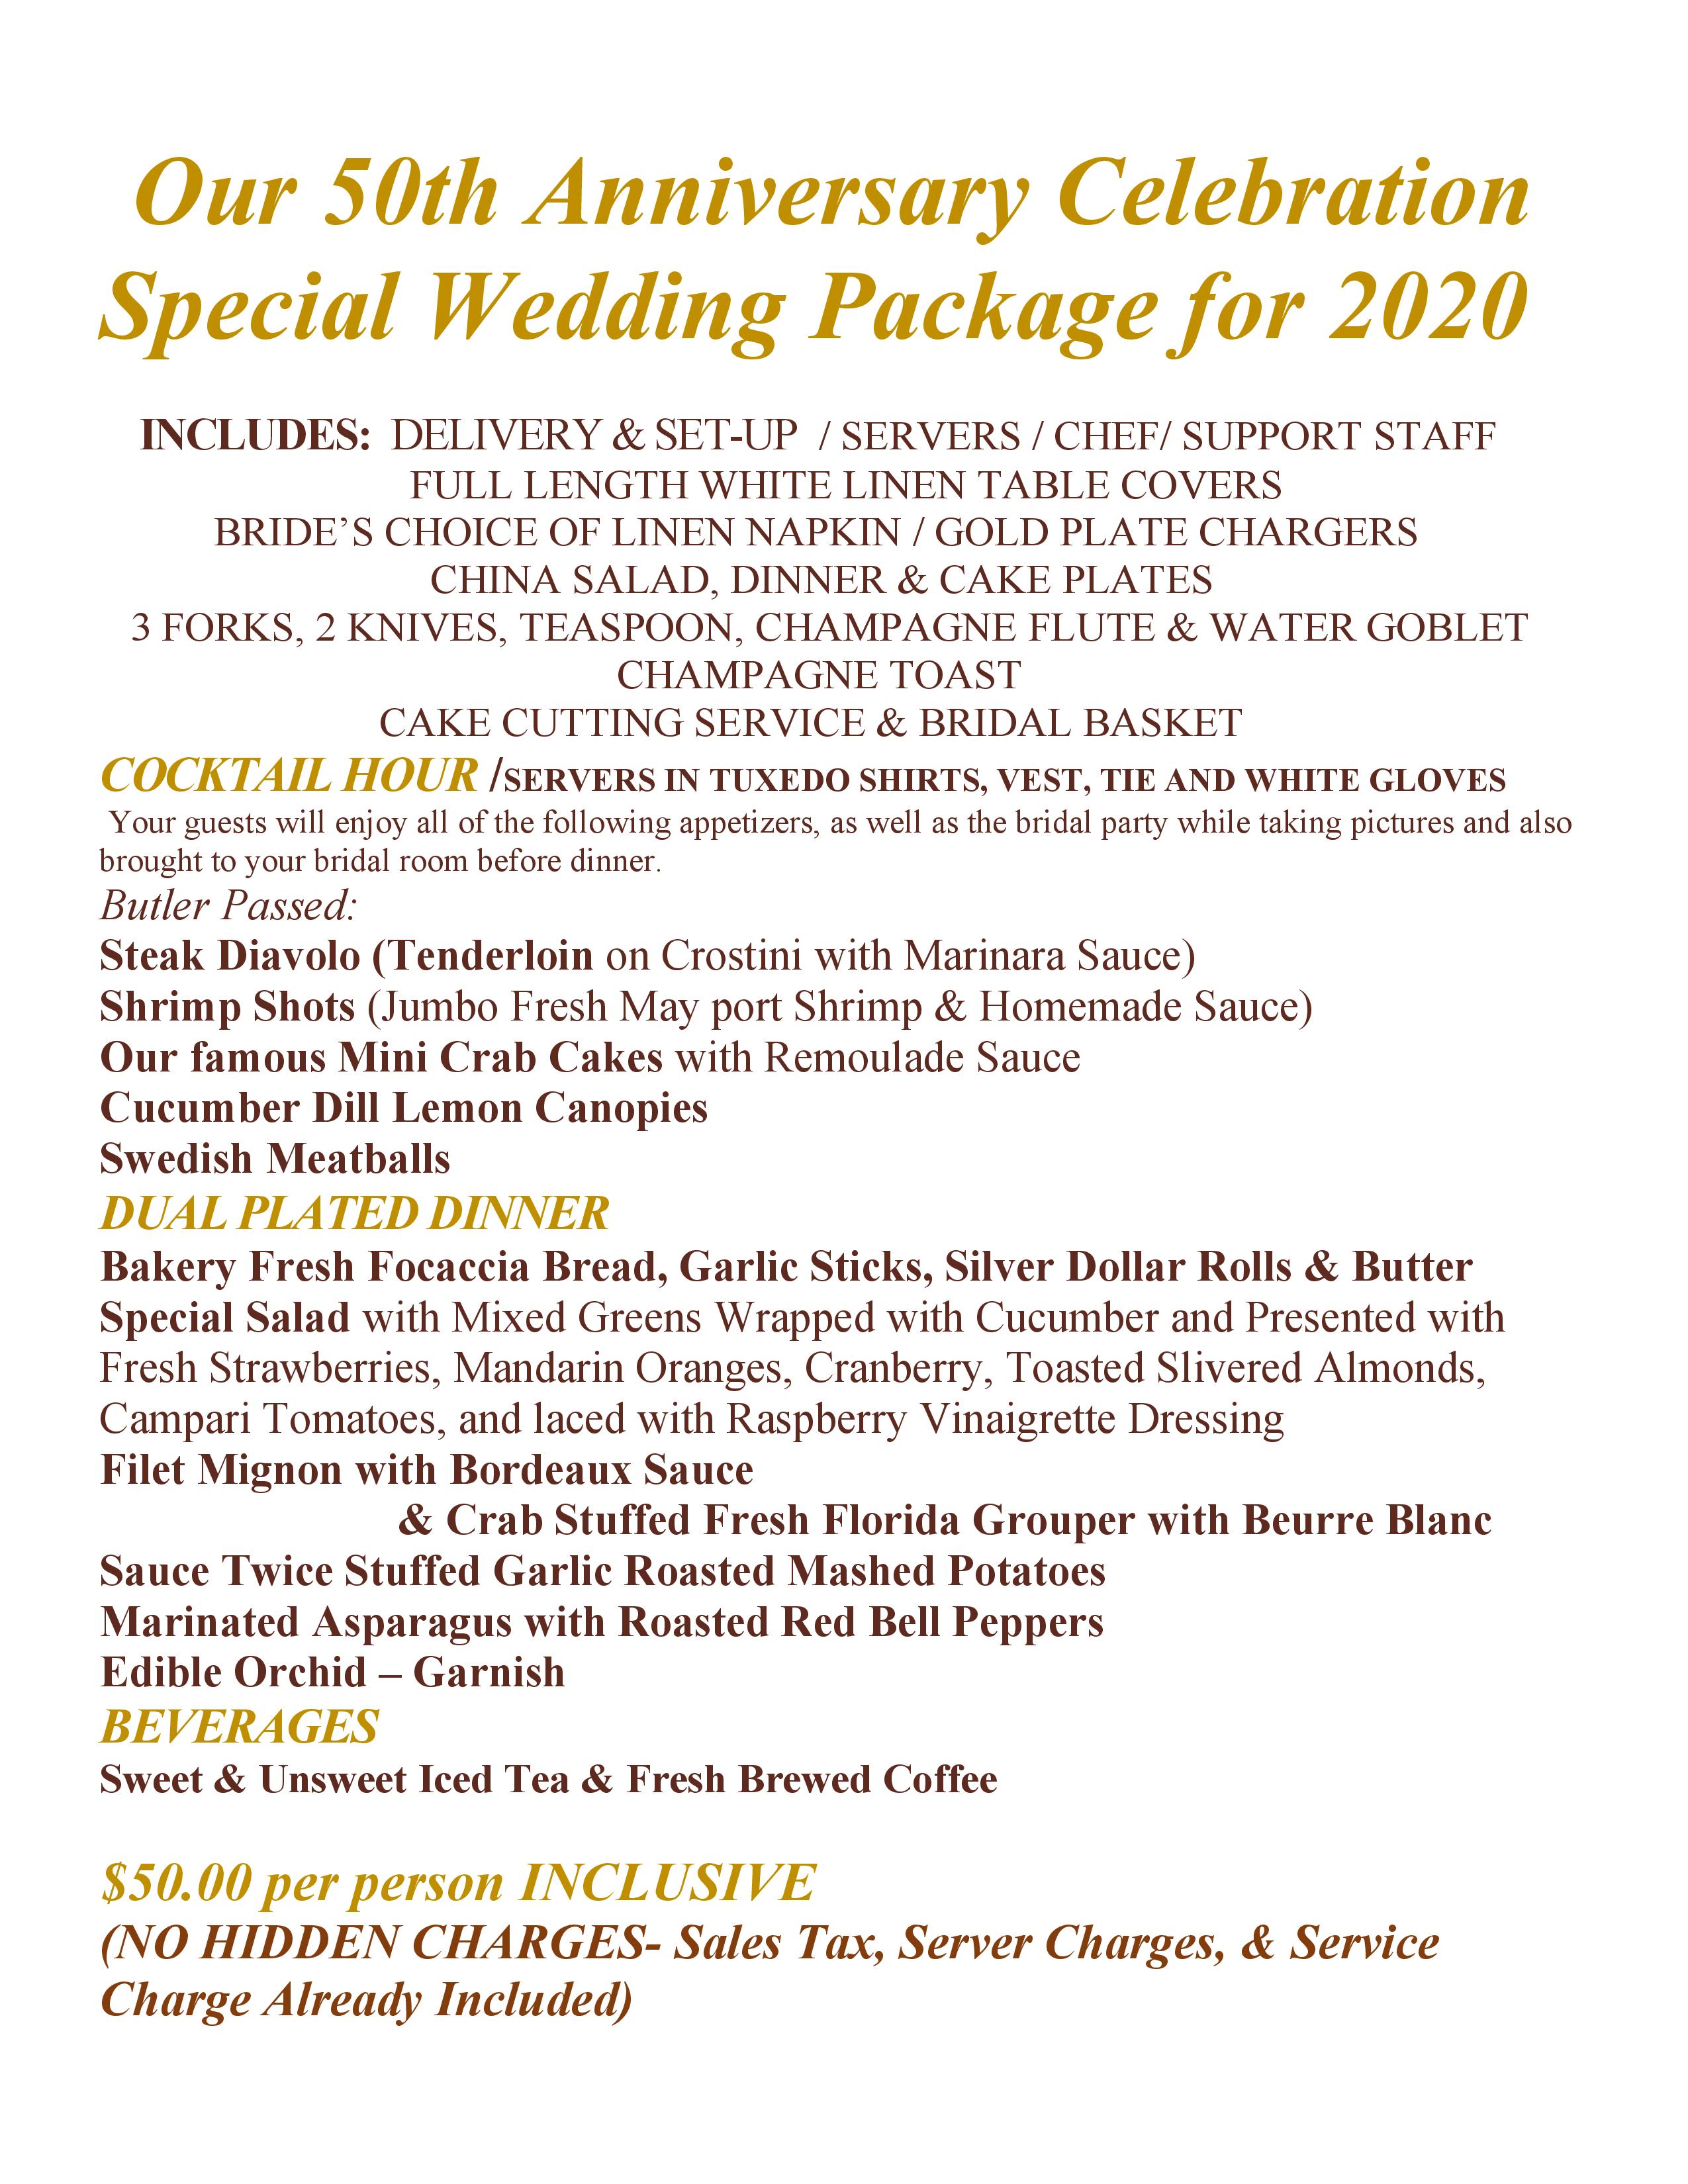 Our 50th Anniversary Celebration
Special Wedding Package for 2020
INCLUDES: DELIVERY & SET-UP / SERVERS / CHEF/ SUPPORT STAFF
FULL LENGTH WHITE LINEN TABLE COVERS
BRIDE’S CHOICE OF LINEN NAPKIN / GOLD PLATE CHARGERS
CHINA SALAD, DINNER & CAKE PLATES
3 FORKS, 2 KNIVES, TEASPOON, CHAMPAGNE FLUTE & WATER GOBLET
CHAMPAGNE TOAST
CAKE CUTTING SERVICE & BRIDAL BASKET
COCKTAIL HOUR /SERVERS IN TUXEDO SHIRTS, VEST, TIE AND WHITE GLOVES
Your guests will enjoy all of the following appetizers, as well as the bridal party while taking pictures and also
brought to your bridal room before dinner.
Butler Passed:
Steak Diavolo (Tenderloin on Crostini with Marinara Sauce)
Shrimp Shots (Jumbo Fresh May port Shrimp & Homemade Sauce)
Our famous Mini Crab Cakes with Remoulade Sauce
Cucumber Dill Lemon Canopies
Swedish Meatballs
DUAL PLATED DINNER
Bakery Fresh Focaccia Bread, Garlic Sticks, Silver Dollar Rolls & Butter
Special Salad with Mixed Greens Wrapped with Cucumber and Presented with
Fresh Strawberries, Mandarin Oranges, Cranberry, Toasted Slivered Almonds,
Campari Tomatoes, and laced with Raspberry Vinaigrette Dressing
Filet Mignon with Bordeaux Sauce
& Crab Stuffed Fresh Florida Grouper with Beurre Blanc
Sauce Twice Stuffed Garlic Roasted Mashed Potatoes
Marinated Asparagus with Roasted Red Bell Peppers
Edible Orchid – Garnish
BEVERAGES
Sweet & Unsweet Iced Tea & Fresh Brewed Coffee
$50.00 per person INCLUSIVE
(NO HIDDEN CHARGES- Sales Tax, Server Charges, & Service
Charge Already Included)